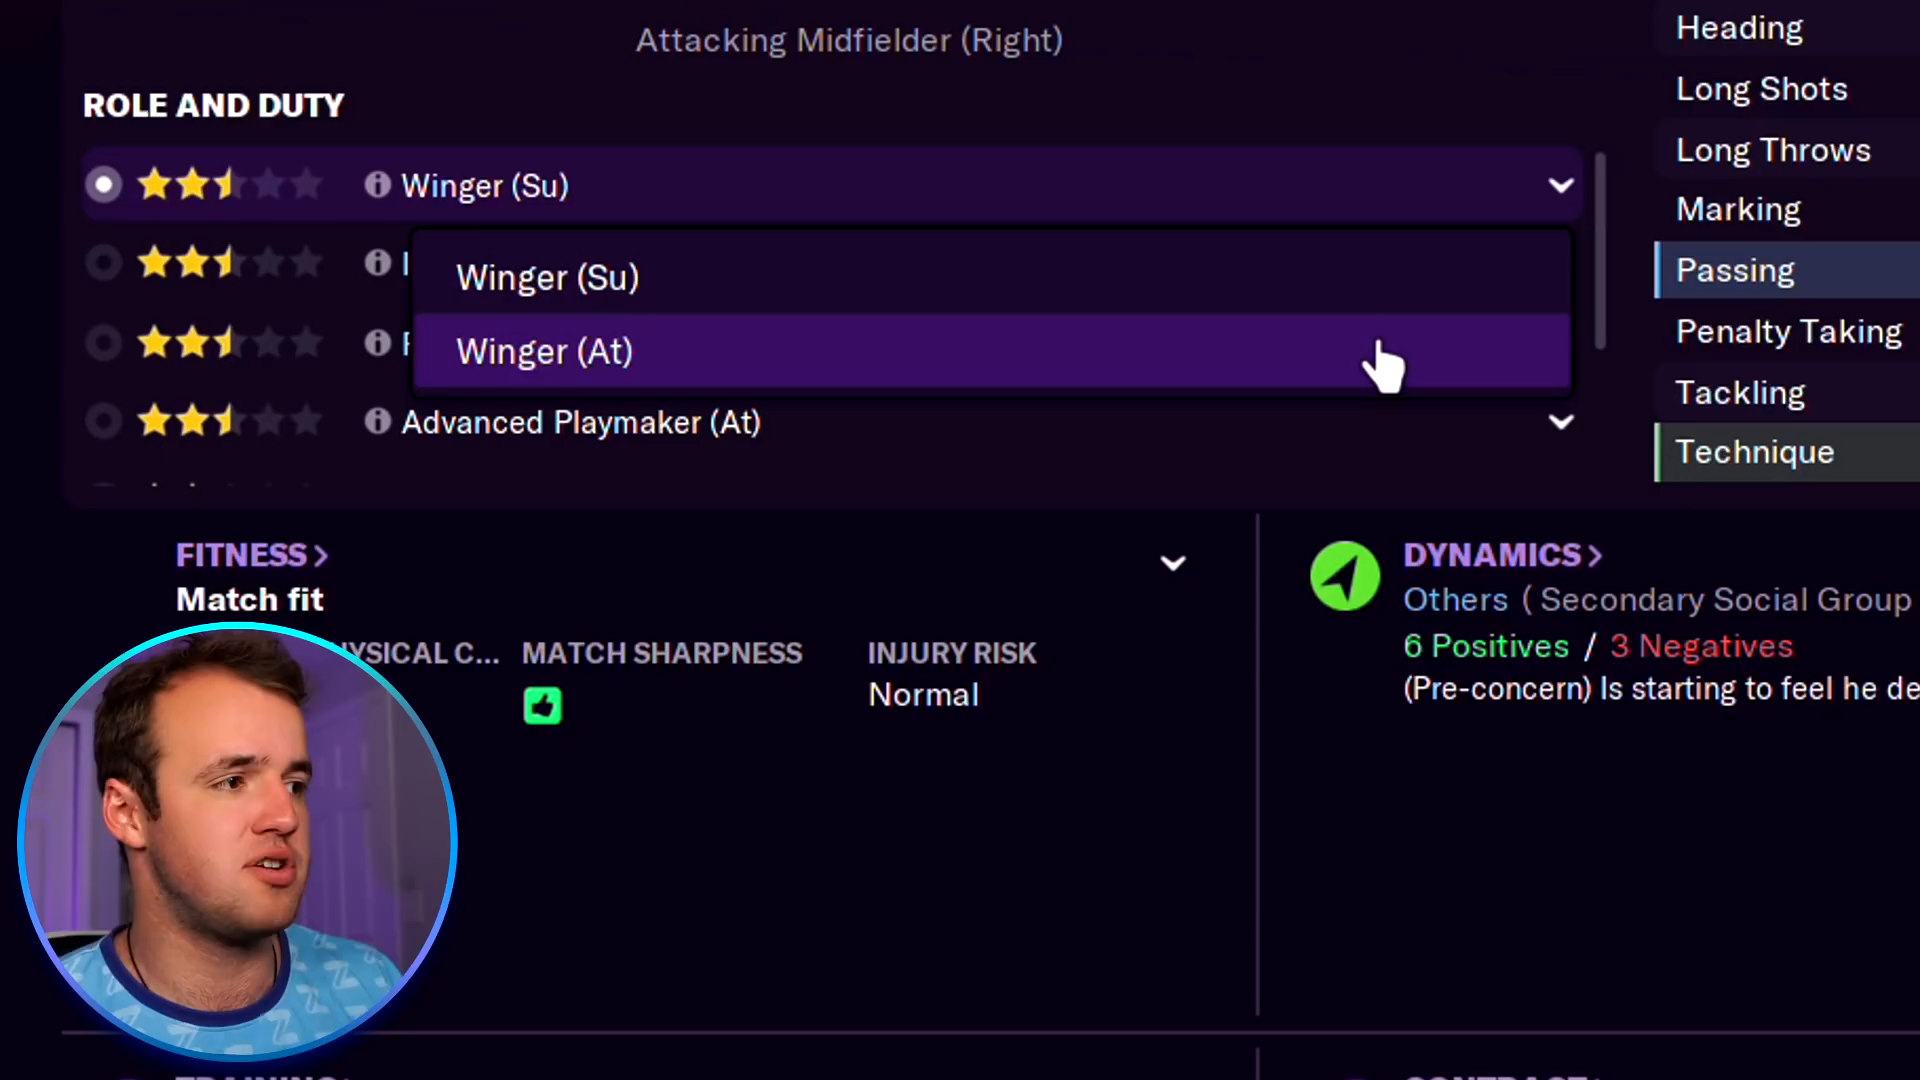 Attacking Midfielder (Right)
ROLE AND DUTY
Winger (Su)
Winger (Su)
Winger (At)
Advanced Playmaker (At)
Heading
Long Shots
Long Throws
Marking
Passing
Penalty Taking
Tackling
Technique
FITNESS
Match fit
HYSICAL C...
MATCH SHARPNESS
INJURY RISK
Normal
DYNAMICS
Others ( Secondary Social Group
6 Positives / 3 Negatives
(Pre-concern) Is starting to feel he de